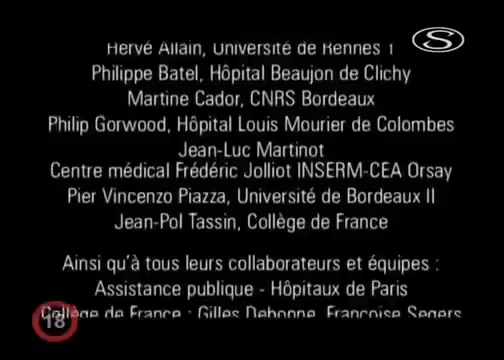 Hervé Allain, Université de Rennes 1
Philippe Batel, Hôpital Beaujon de Clichy
Martine Cador, CNRS Bordeaux
Philip Gorwood, Hôpital Louis Mourier de Colombes
Jean-Luc Martinot
Centre médical Frédéric Jolliot INSERM-CEA Orsay
Pier Vincenzo Piazza, Université de Bordeaux II
Jean-Pol Tassin, Collège de France
Ainsi qu'à tous leurs collaborateurs et équipes :
Assistance publique - Hôpitaux de Paris
Collège de France : Gilles Debonne, Françoise Segers
S
18